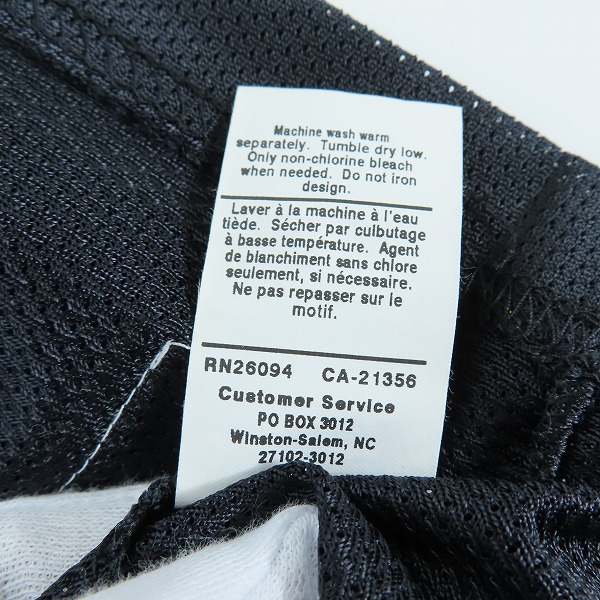 Machine wash warm
separately. Tumble dry low.
Only non-chlorine bleach
when needed. Do not iron
design.
Laver à la machine à l'eau
tiède. Sécher par culbutage
à basse température. Agent
de blanchiment sans chlore
seulement, si nécessaire.
Ne pas repasser sur le
motif.
RN26094 CA-21356
Customer Service
PO BOX 3012
Winston-Salem, NC
27102-3012